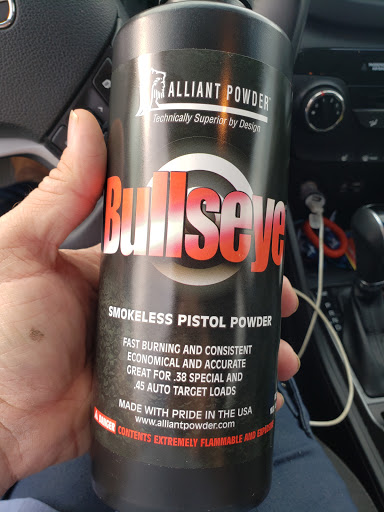 ALLIANT POWDER
Technically Superior by Design
Bullseye
SMOKELESS PISTOL POWDER
FAST BURNING AND CONSISTENT
ECONOMICAL AND ACCURATE
GREAT FOR .38 SPECIAL AND
.45 AUTO TARGET LOADS
MADE WITH PRIDE IN THE USA
www.alliantpowder.com
DANGER CONTENTS EXTREMELY FLAMMABLE AND